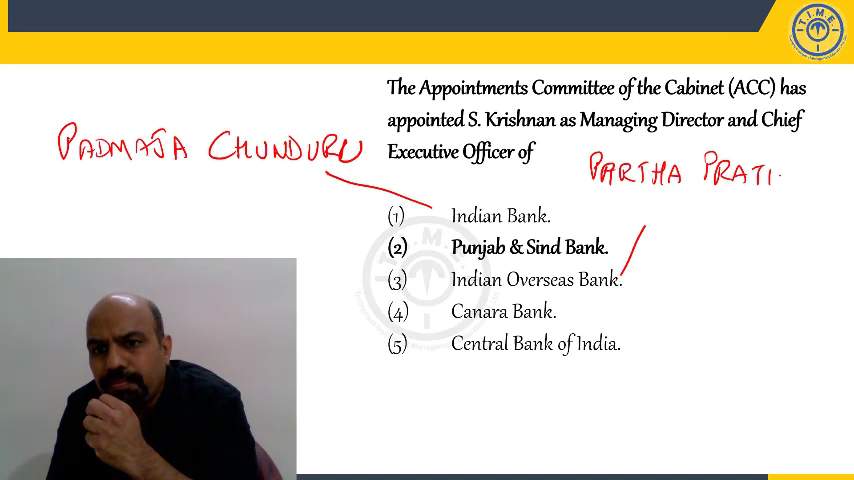 T.I.M.E.
The Appointments Committee of the Cabinet (ACC) has
appointed S. Krishnan as Managing Director and Chief
Executive Officer of
PADMAJA CHUNDURU
PARTHA PRATI
(1) Indian Bank.
(2) Punjab & Sind Bank.
(3) Indian Overseas Bank.
(4) Canara Bank.
(5) Central Bank of India.
T.I.M.E.